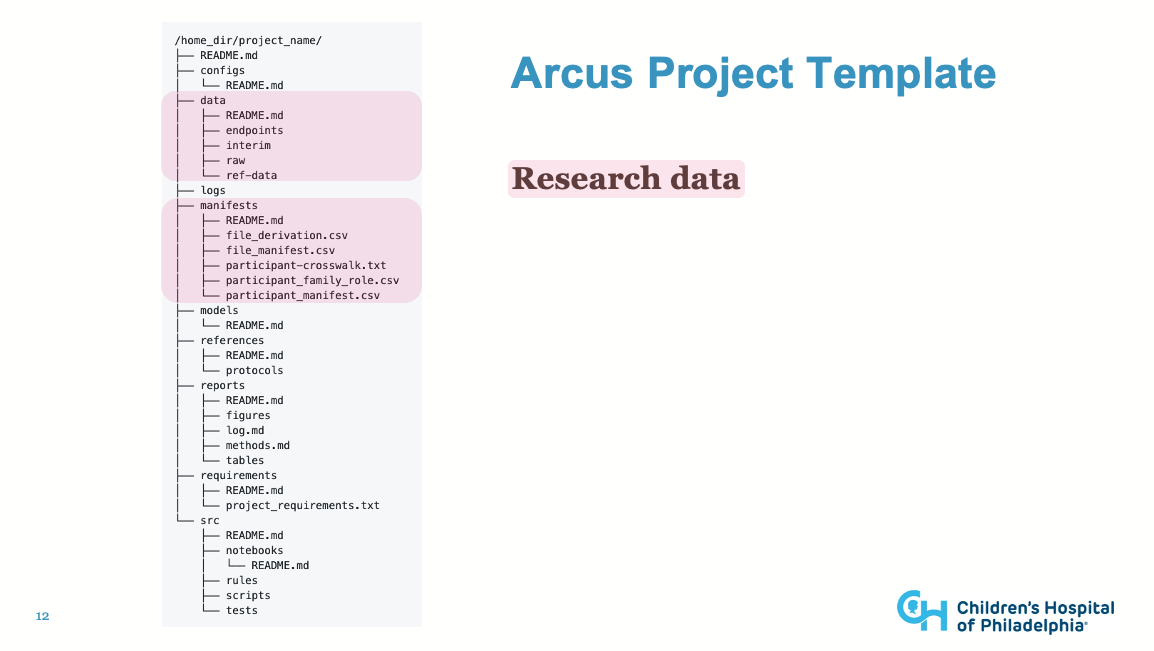 /home_dir/project_name/
├── README.md
├── configs
│   └── README.md
├── data
│   ├── README.md
│   ├── endpoints
│   ├── interim
│   ├── raw
│   └── ref-data
├── logs
├── manifests
│   ├── README.md
│   ├── file_derivation.csv
│   ├── file_manifest.csv
│   ├── participant-crosswalk.txt
│   ├── participant_family_role.csv
│   └── participant_manifest.csv
├── models
│   └── README.md
├── references
│   ├── README.md
│   └── protocols
├── reports
│   ├── README.md
│   ├── figures
│   ├── log.md
│   ├── methods.md
│   └── tables
├── requirements
│   ├── README.md
│   └── project_requirements.txt
└── src
    ├── README.md
    ├── notebooks
    │   └── README.md
    ├── rules
    ├── scripts
    └── tests
Arcus Project Template
Research data
12
CH
Children's Hospital
of Philadelphia®